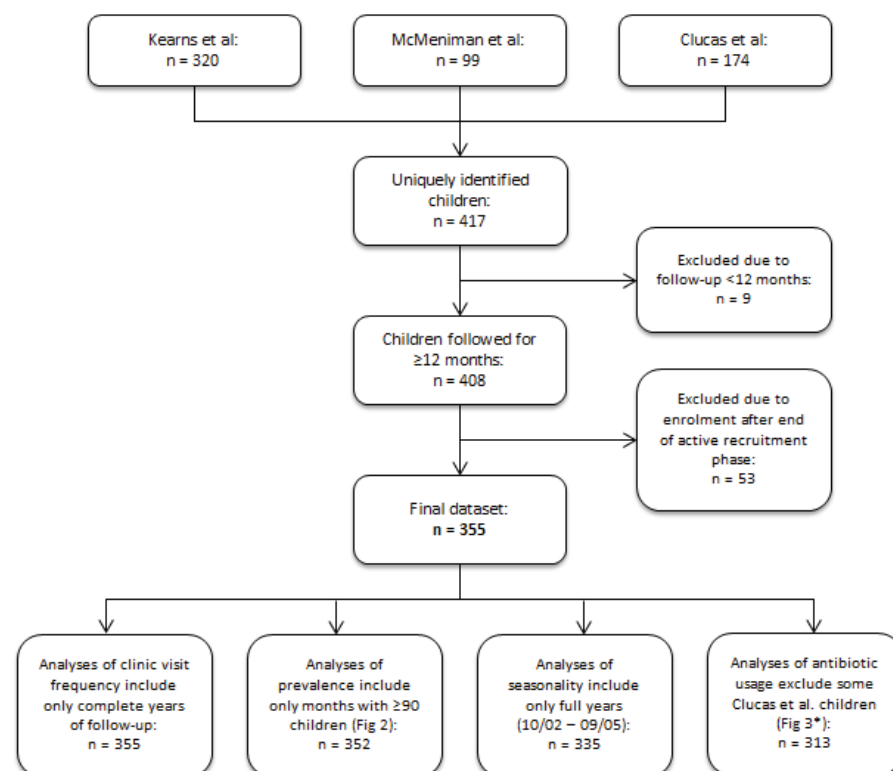 Kearns et al:
n = 320
McMeniman et al:
n = 99
Clucas et al:
n = 174
Uniquely identified
children:
n = 417
Excluded due to
follow-up <12 months:
n = 9
Children followed for
≥12 months:
n = 408
Excluded due to
enrolment after end
of active recruitment
phase:
n = 53
Final dataset:
n = 355
Analyses of clinic visit
frequency include
only complete years
of follow-up:
n = 355
Analyses of
prevalence include
only months with ≥90
children (Fig 2):
n = 352
Analyses of
seasonality include
only full years
(10/02 – 09/05):
n = 335
Analyses of antibiotic
usage exclude some
Clucas et al. children
(Fig 3*):
n = 313